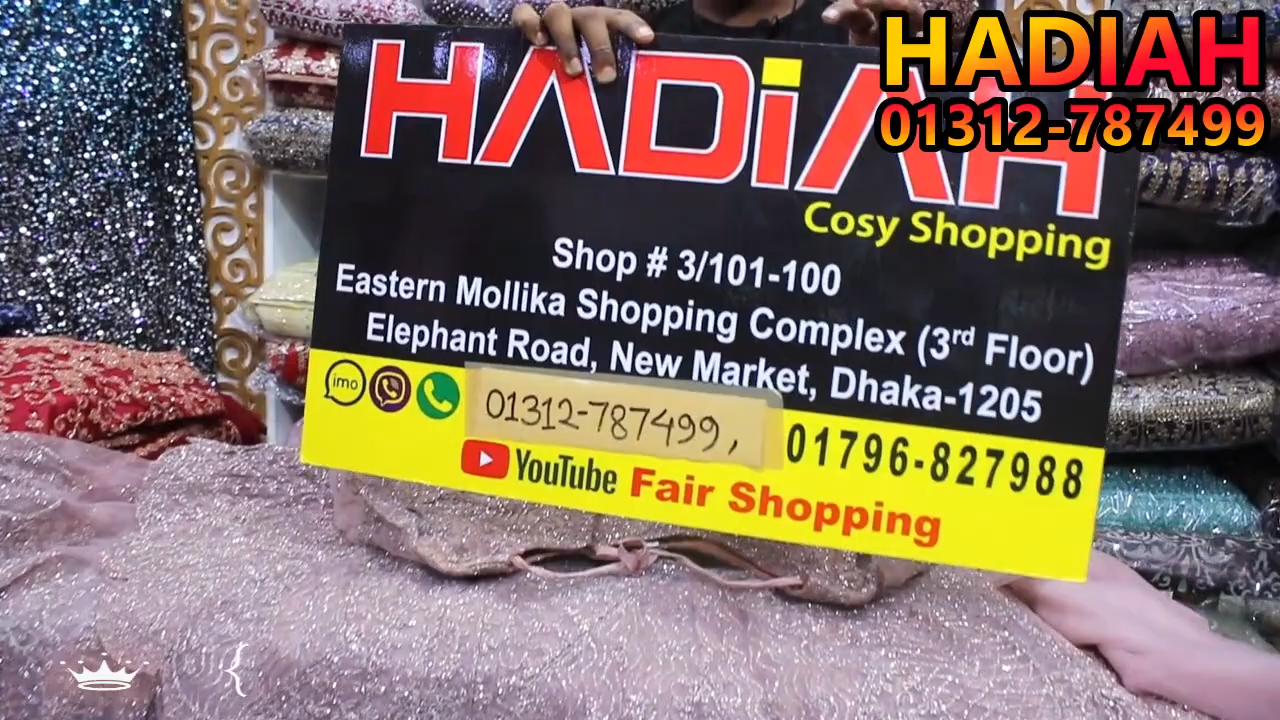 HADIAH
01312-787499
HADiAH
Cosy Shopping
Shop # 3/101-100
Eastern Mollika Shopping Complex (3rd Floor)
Elephant Road, New Market, Dhaka-1205
imo 01312-787499, 01796-827988
YouTube Fair Shopping